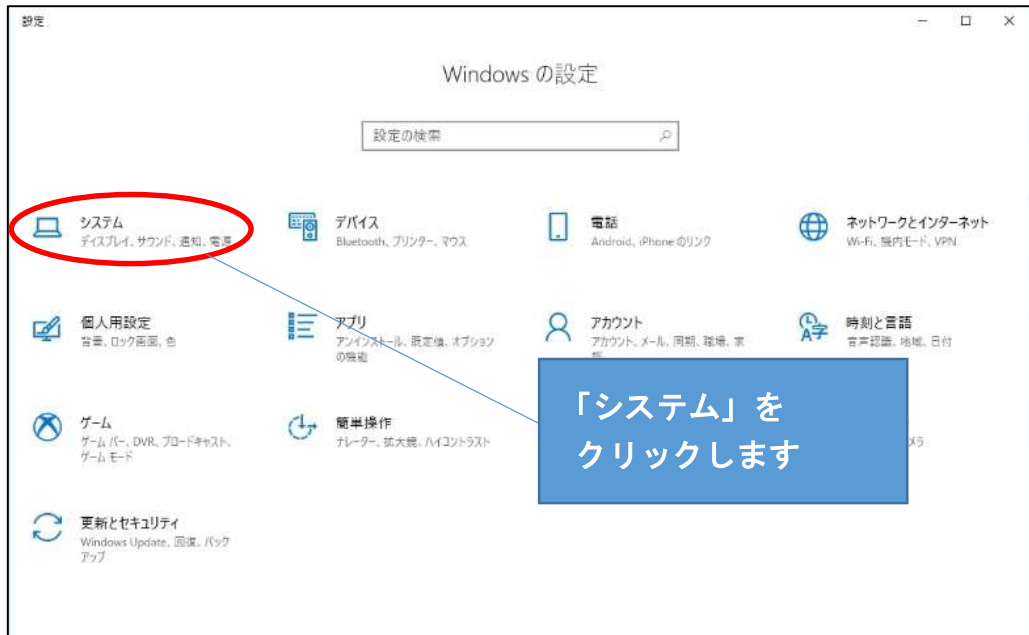 設定
Windows の設定
設定の検索
システム
ディスプレイ、サウンド、通知、電源
デバイス
Bluetooth、プリンター、マウス
電話
Android、iPhone のリンク
ネットワークとインターネット
Wi-Fi、機内モード、VPN
個人用設定
背景、ロック画面、色
アプリ
アンインストール、既定値、オプション
の機能
アカウント
アカウント、メール、同期、職場、家
時刻と言語
音声認識、地域、日付
ゲーム
ゲーム バー、DVR、ブロードキャスト、
ゲーム モード
簡単操作
ナレーター、拡大鏡、ハイコントラスト
「システム」を
クリックします
メラ
更新とセキュリティ
Windows Update、回復、バック
アップ